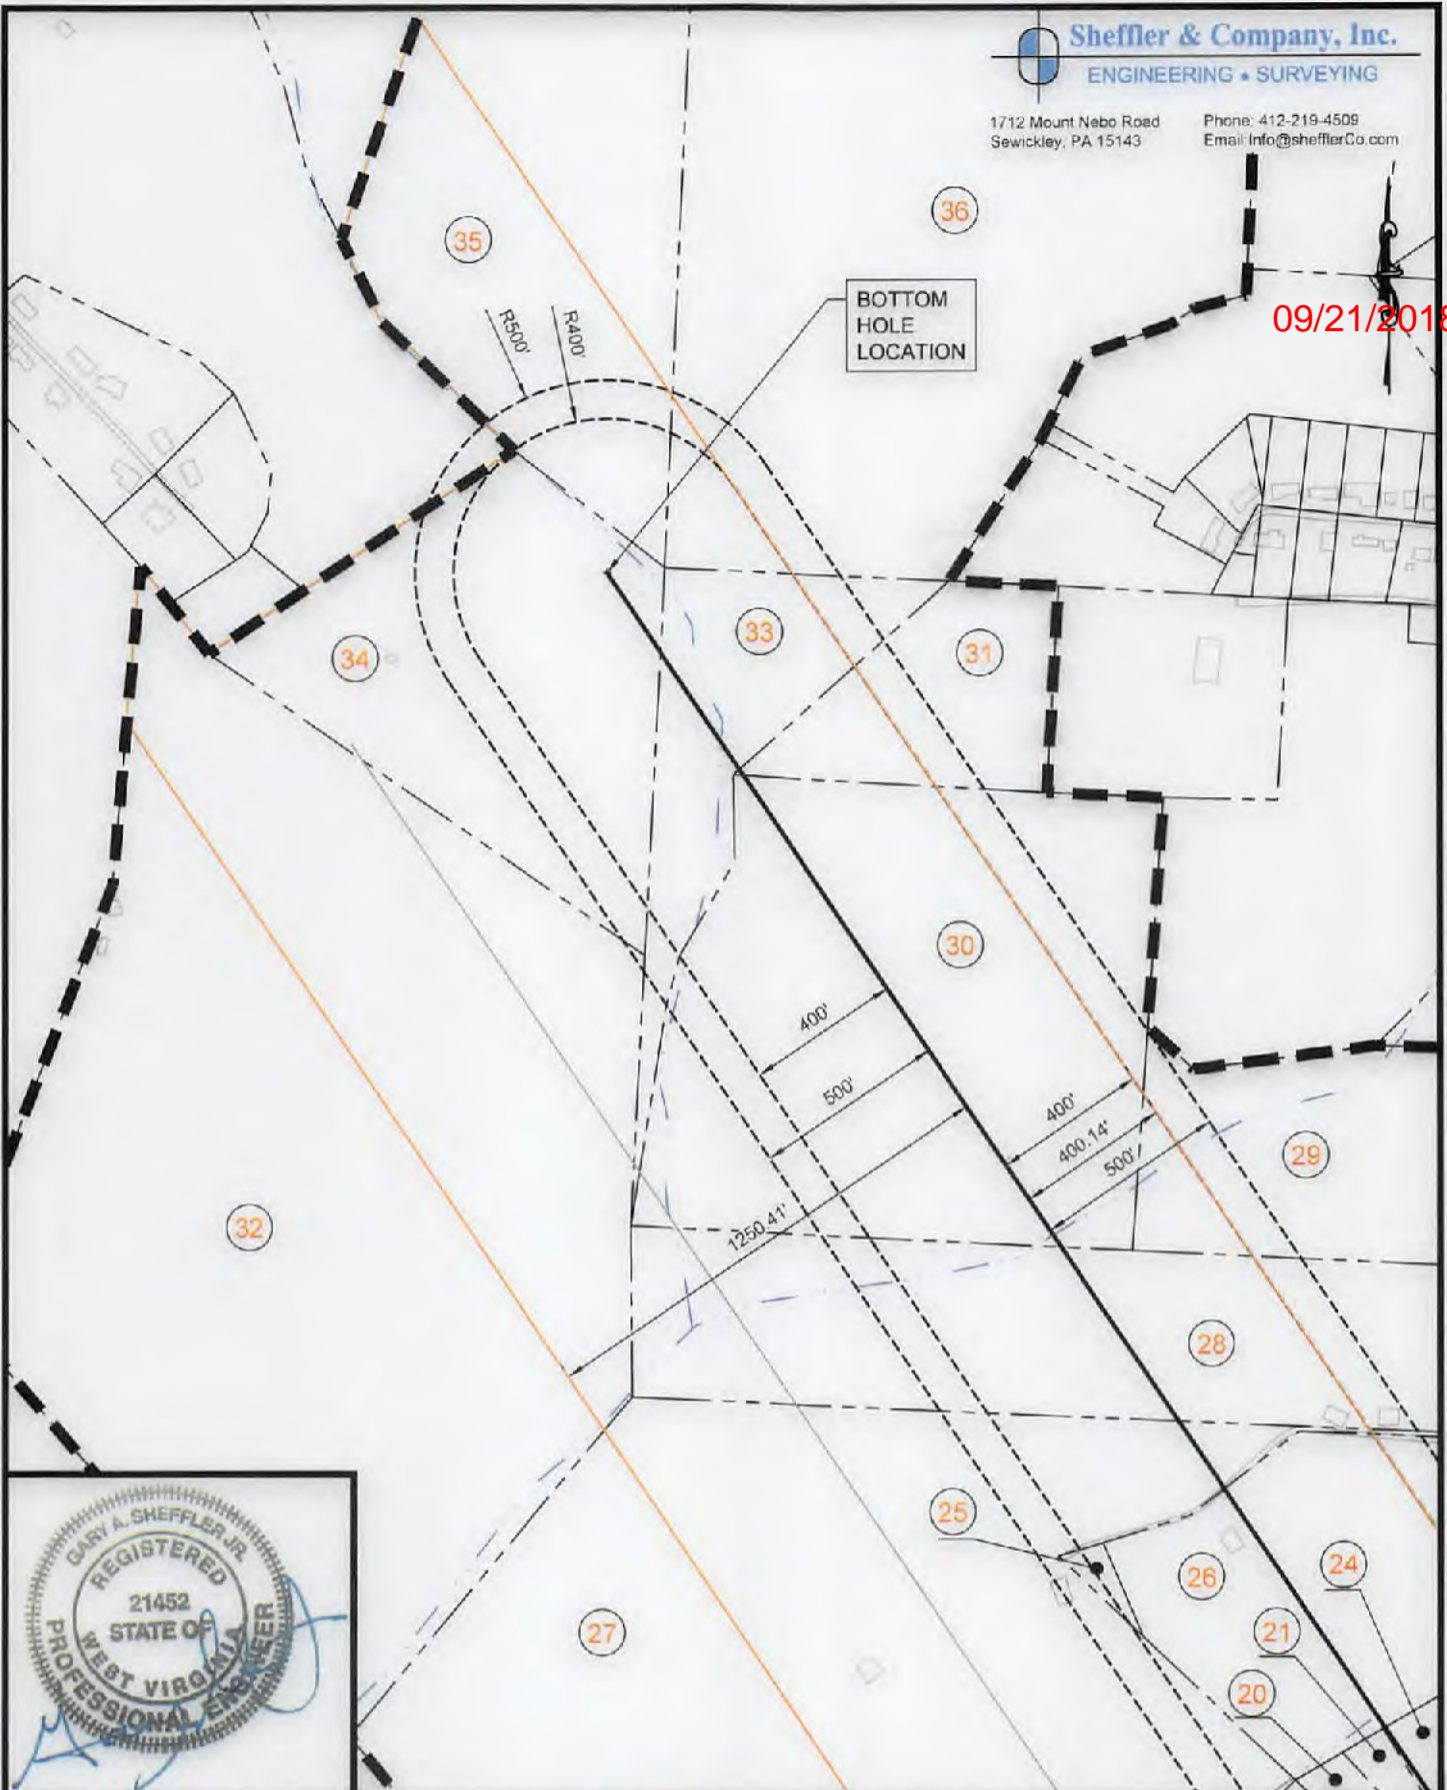 Sheffler & Company, Inc.
ENGINEERING • SURVEYING
1712 Mount Nebo Road
Sewickley, PA 15143
Phone: 412-219-4509
Email:Info@shefflerCo.com
36
35
BOTTOM
HOLE
LOCATION
09/21/2018
R500'
R400'
33
31
34
30
400'
500'
400'
400.14'
500'
29
1250.41'
32
28
25
26
24
27
21
20
GARY A. SHEFFLER JR.
REGISTERED
21452
STATE OF
WEST VIRGINIA
PROFESSIONAL ENGINEER